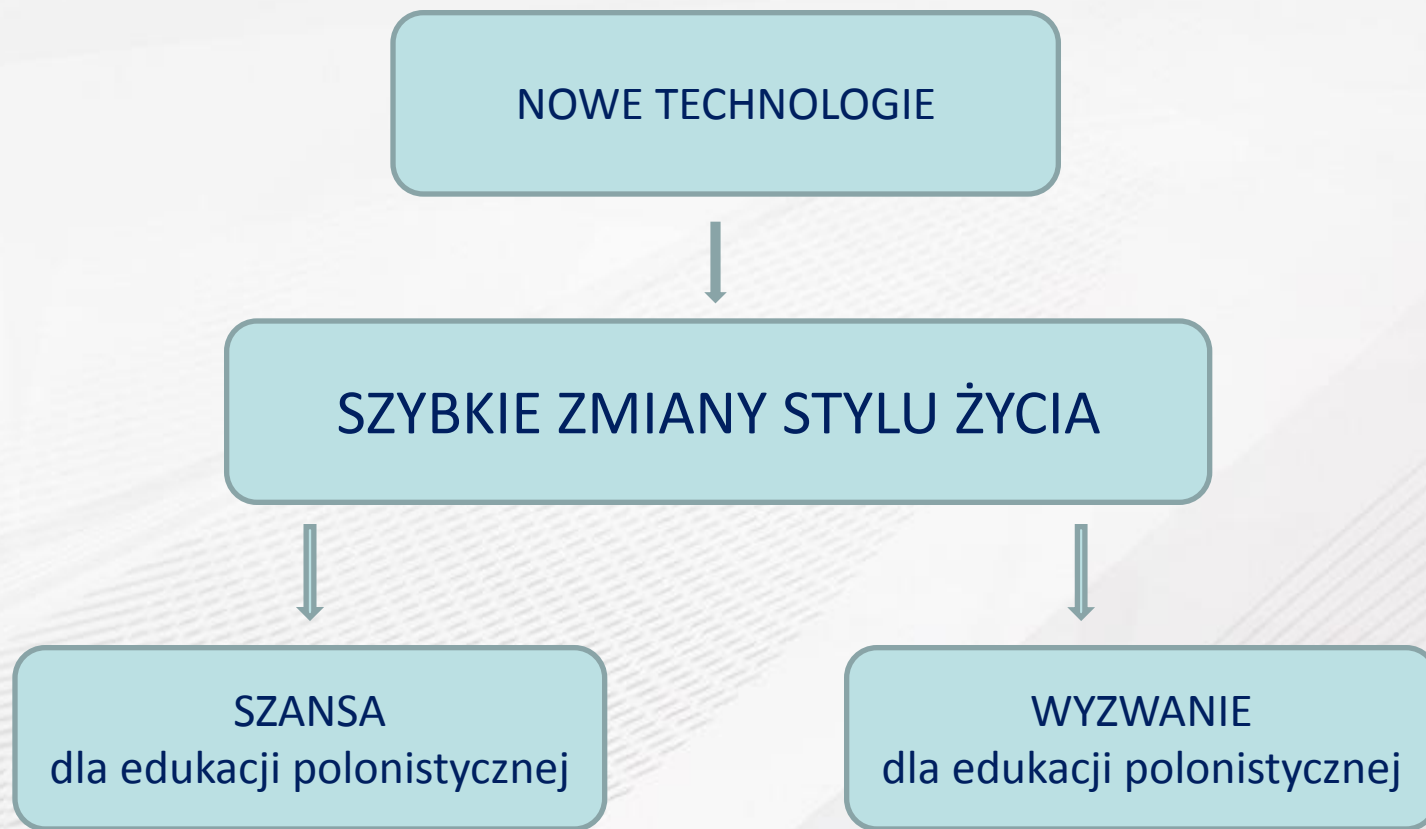 NOWE TECHNOLOGIE
SZYBKIE ZMIANY STYLU ŻYCIA
SZANSA
dla edukacji polonistycznej
WYZWANIE
dla edukacji polonistycznej